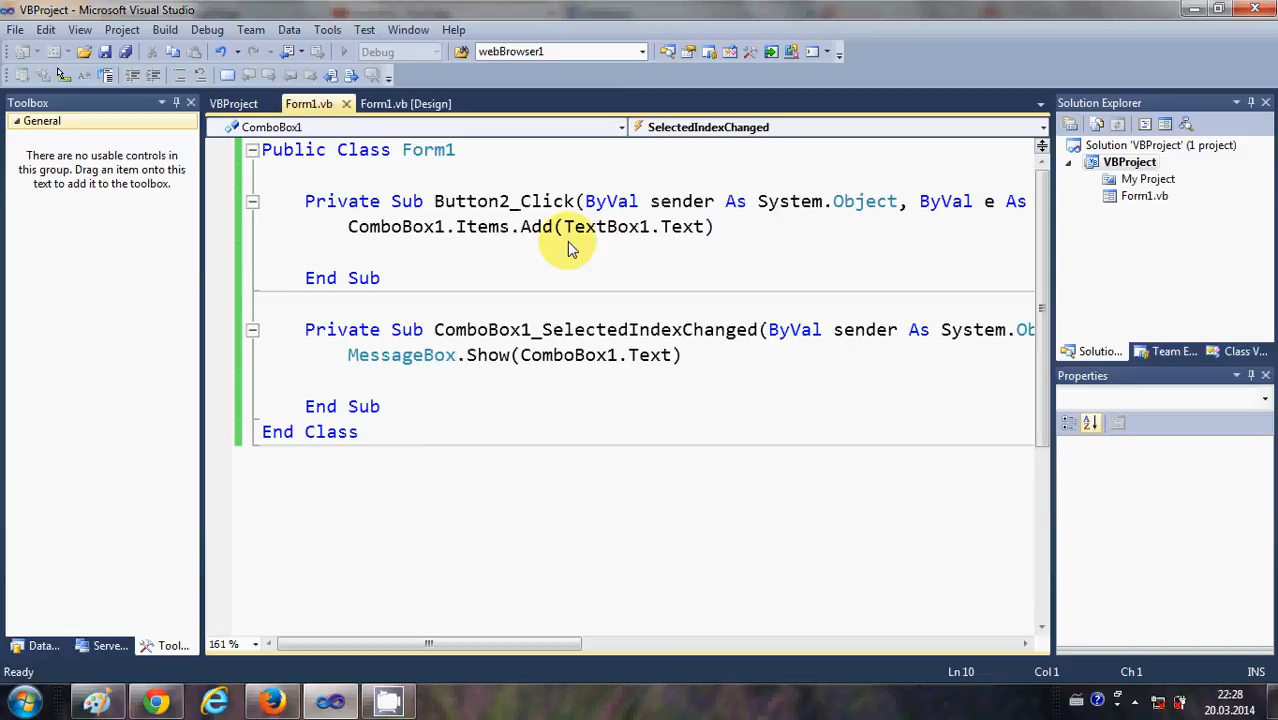 VBProject - Microsoft Visual Studio
File Edit View Project Build Debug Team Data Tools Test Window Help
Debug webBrowser1
Toolbox
General
There are no usable controls in
this group. Drag an item onto this
text to add it to the toolbox.
Data... Serve... Tool...
VBProject Form1.vb Form1.vb [Design]
ComboBox1 SelectedIndexChanged
Public Class Form1
Private Sub Button2_Click(ByVal sender As System.Object, ByVal e As
ComboBox1.Items.Add(TextBox1.Text)
End Sub
Private Sub ComboBox1_SelectedIndexChanged(ByVal sender As System.Ob
MessageBox.Show(ComboBox1.Text)
End Sub
End Class
161 %
Solution Explorer
Solution 'VBProject' (1 project)
VBProject
My Project
Form1.vb
Solutio... Team E... Class V...
Properties
Ready Ln 10 Col 1 Ch 1 INS
22:28
20.03.2014